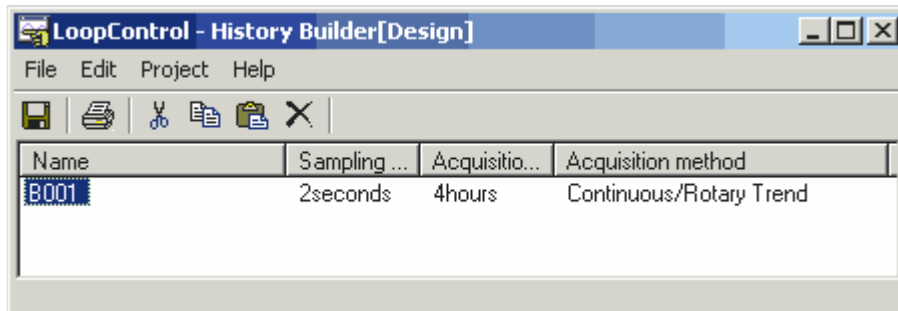 LoopControl - History Builder[Design]
File Edit Project Help
Name Sampling ... Acquisitio... Acquisition method
B001 2seconds 4hours Continuous/Rotary Trend